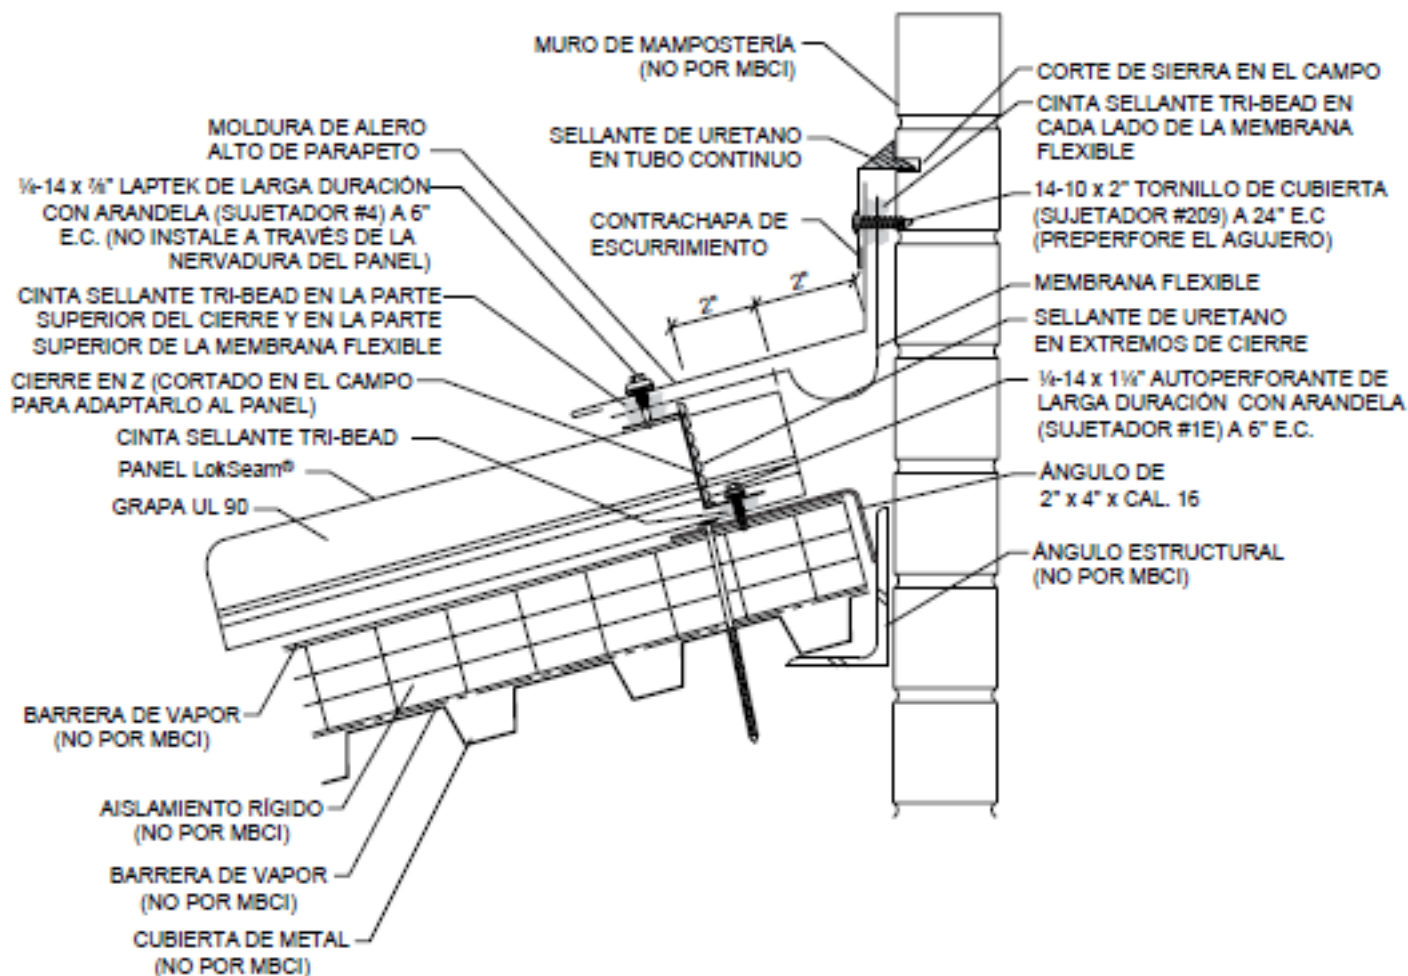 MURO DE MAMPOSTERÍA
(NO POR MBCI)
CORTE DE SIERRA EN EL CAMPO
CINTA SELLANTE TRI-BEAD EN
CADA LADO DE LA MEMBRANA
FLEXIBLE
MOLDURA DE ALERO
ALTO DE PARAPETO
SELLANTE DE URETANO
EN TUBO CONTINUO
⅛-14 x ⅞" LAPTEK DE LARGA DURACIÓN
CON ARANDELA (SUJETADOR #4) A 6"
E.C. (NO INSTALE A TRAVÉS DE LA
NERVADURA DEL PANEL)
14-10 x 2" TORNILLO DE CUBIERTA
(SUJETADOR #209) A 24" E.C
(PREPERFORE EL AGUJERO)
CONTRACHAPA DE
ESCURRIMIENTO
CINTA SELLANTE TRI-BEAD EN LA PARTE
SUPERIOR DEL CIERRE Y EN LA PARTE
SUPERIOR DE LA MEMBRANA FLEXIBLE
2"
2"
MEMBRANA FLEXIBLE
SELLANTE DE URETANO
EN EXTREMOS DE CIERRE
CIERRE EN Z (CORTADO EN EL CAMPO
PARA ADAPTARLO AL PANEL)
⅛-14 x 1⅛" AUTOPERFORANTE DE
LARGA DURACIÓN CON ARANDELA
(SUJETADOR #1E) A 6" E.C.
CINTA SELLANTE TRI-BEAD
PANEL LokSeam®
GRAPA UL 90
ÁNGULO DE
2" x 4" x CAL. 16
ÁNGULO ESTRUCTURAL
(NO POR MBCI)
BARRERA DE VAPOR
(NO POR MBCI)
AISLAMIENTO RÍGIDO
(NO POR MBCI)
BARRERA DE VAPOR
(NO POR MBCI)
CUBIERTA DE METAL
(NO POR MBCI)